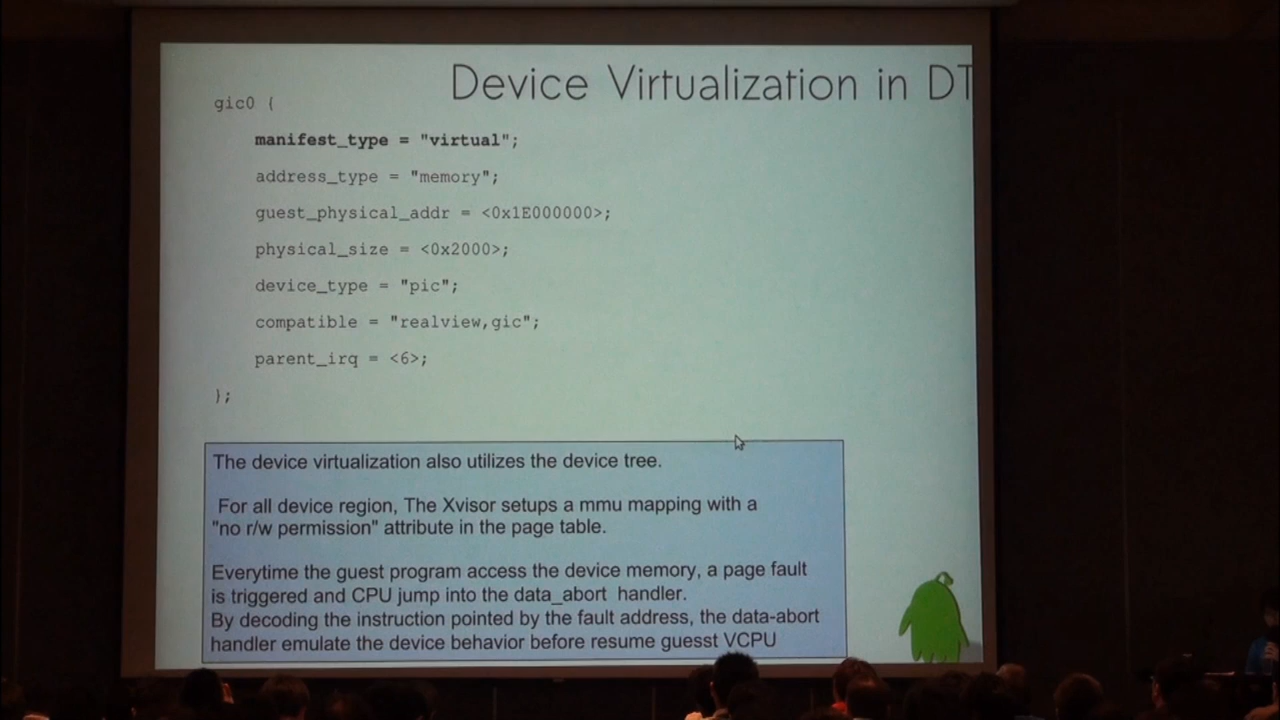 Device Virtualization in DT
gic0 {
manifest_type = "virtual";
address_type = "memory";
guest_physical_addr = <0x1E000000>;
physical_size = <0x2000>;
device_type = "pic";
compatible = "realview,gic";
parent_irq = <6>;
};
The device virtualization also utilizes the device tree.
For all device region, The Xvisor setups a mmu mapping with a
"no r/w permission" attribute in the page table.
Everytime the guest program access the device memory, a page fault
is triggered and CPU jump into the data_abort handler.
By decoding the instruction pointed by the fault address, the data-abort
handler emulate the device behavior before resume guesst VCPU